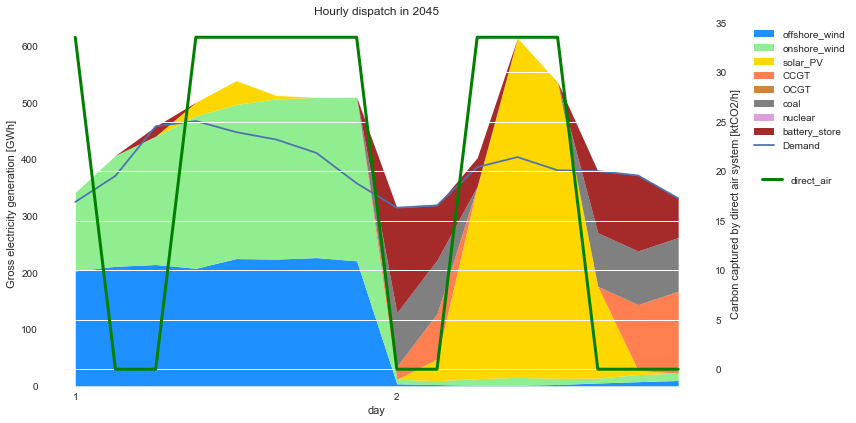 Hourly dispatch in 2045
Gross electricity generation [GWh]
600
500
400
300
200
100
0
1
2
day
35
30
25
20
15
10
5
0
Carbon captured by direct air system [ktCO2/h]
offshore_wind
onshore_wind
solar_PV
CCGT
OCGT
coal
nuclear
battery_store
Demand
direct_air